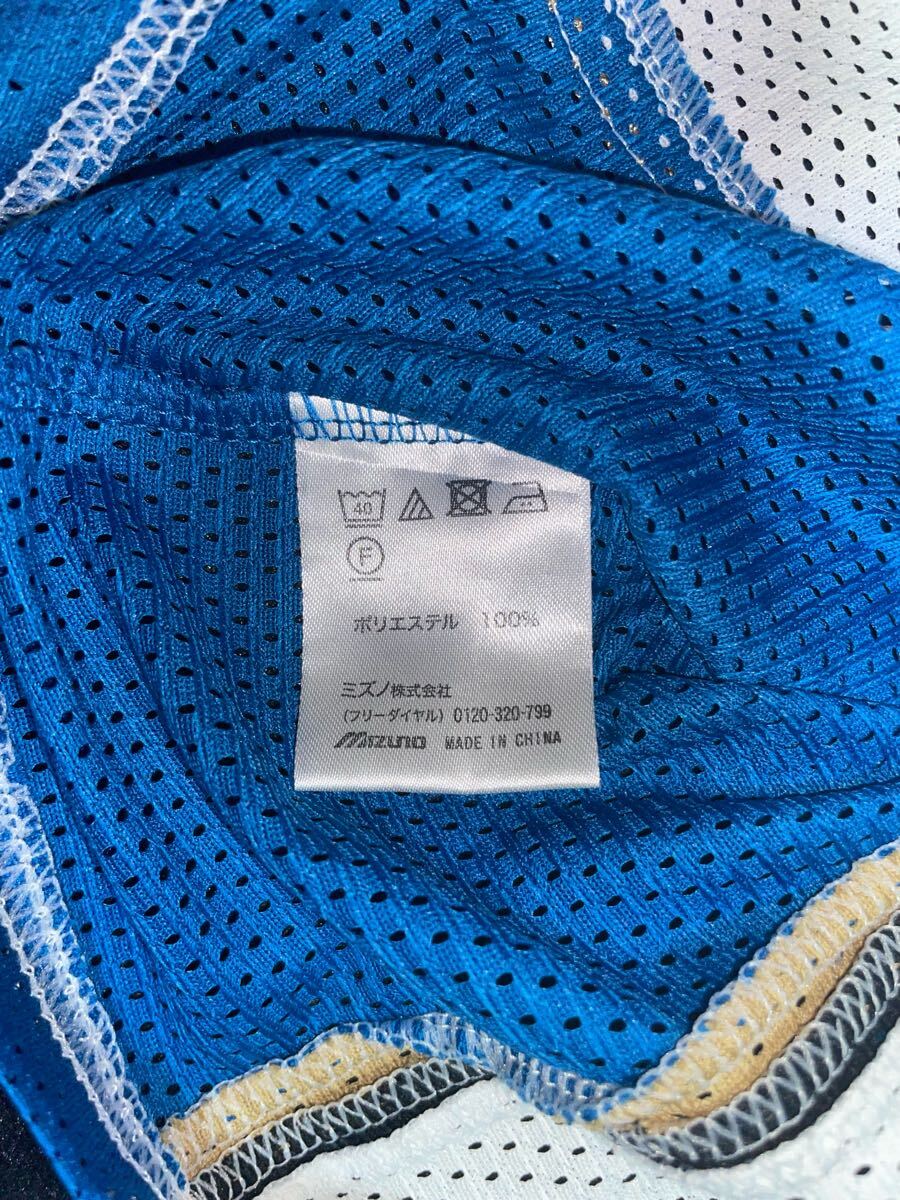 40
F
ポリエステル 100%
ミズノ株式会社
(フリーダイヤル) 0120-320-799
MIZUNO MADE IN CHINA